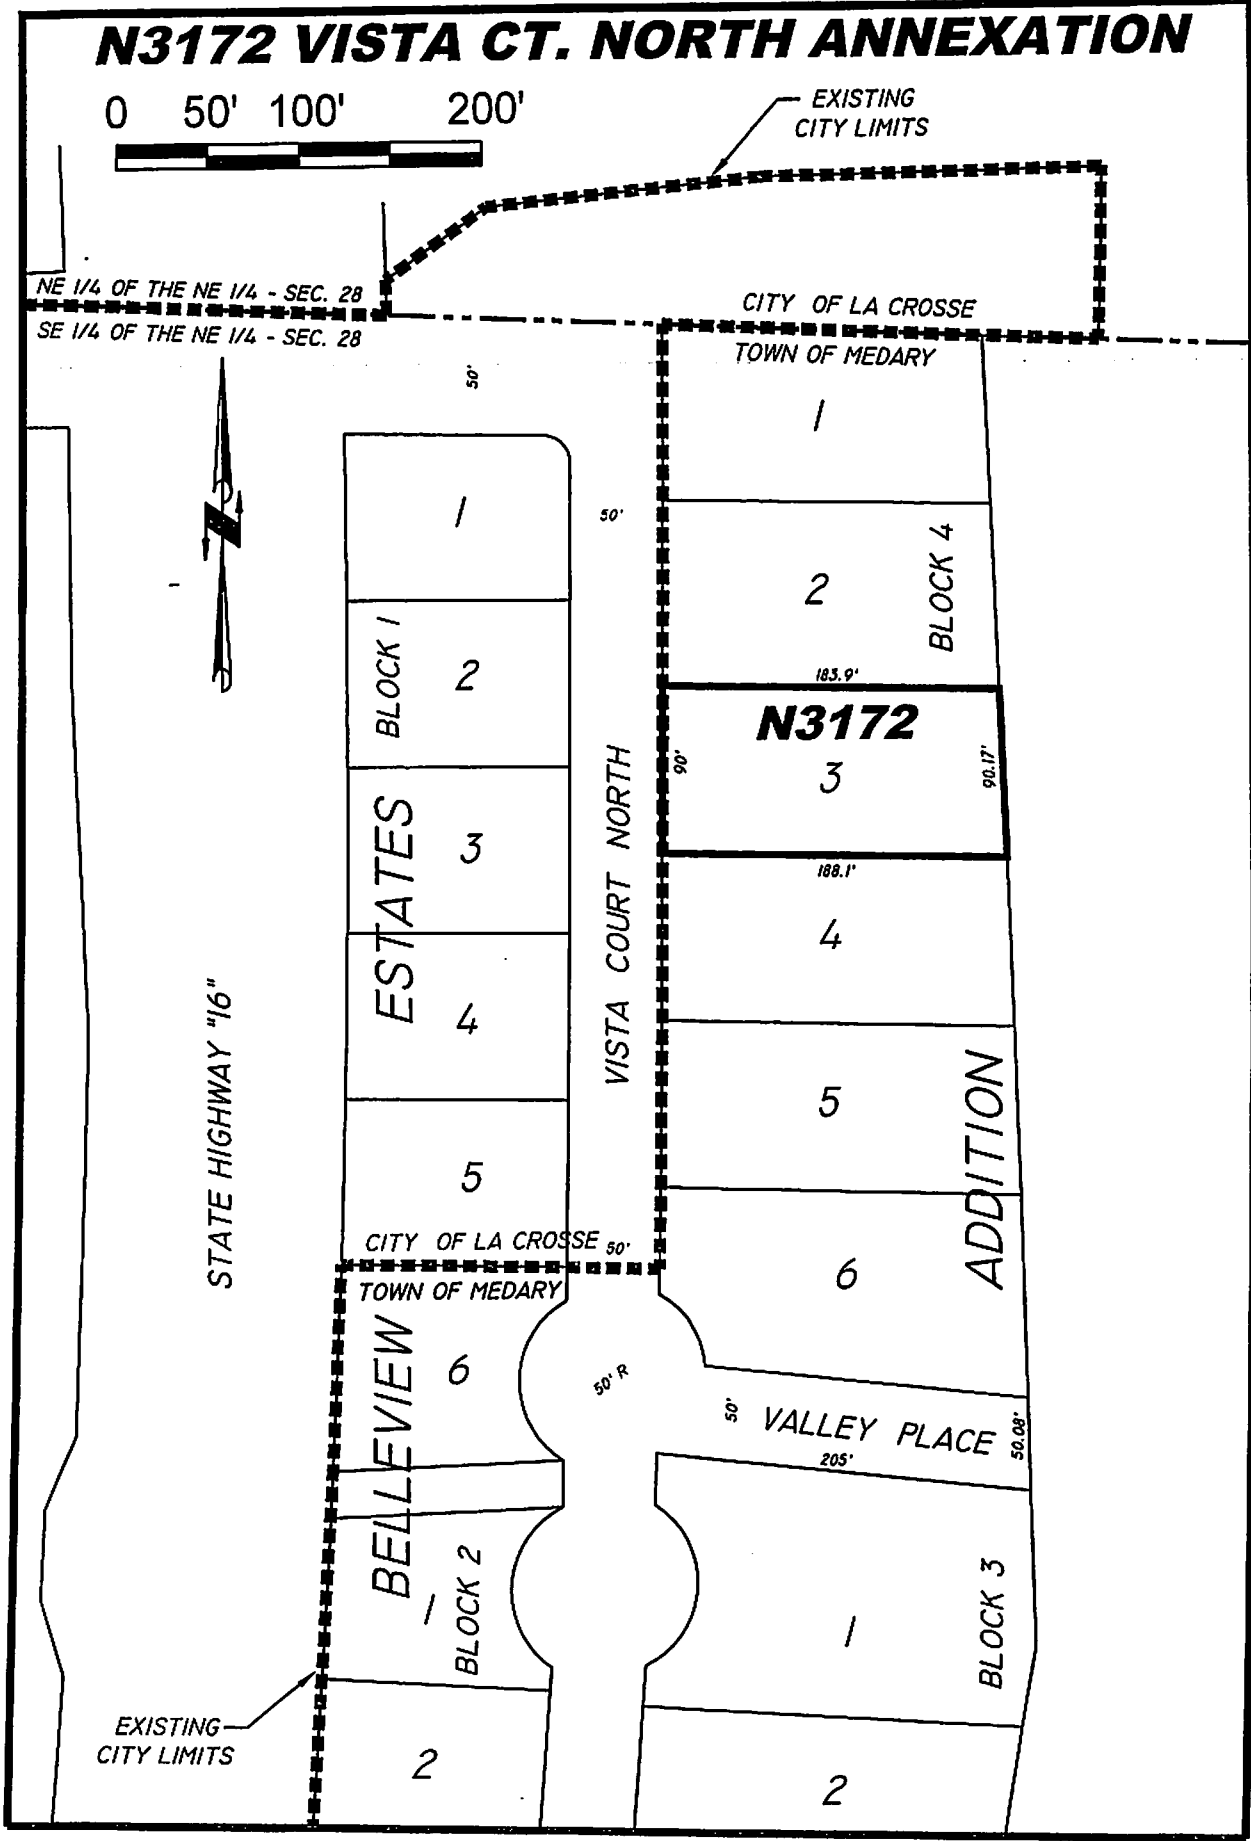 N3172 VISTA CT. NORTH ANNEXATION
0 50' 100' 200'
EXISTING
CITY LIMITS
NE 1/4 OF THE NE 1/4 - SEC. 28
SE 1/4 OF THE NE 1/4 - SEC. 28
CITY OF LA CROSSE
TOWN OF MEDARY
50'
1
1
50'
2
BLOCK 4
BLOCK 1
2
183.9'
N3172
3
90'
90.17'
188.1'
ESTATES
3
VISTA COURT NORTH
4
4
STATE HIGHWAY "16"
5
ADDITION
5
CITY OF LA CROSSE 50'
TOWN OF MEDARY
6
BELLEVIEW
6
50' R
50'
VALLEY PLACE
50.08'
205'
1
BLOCK 2
1
BLOCK 3
EXISTING
CITY LIMITS
2
2